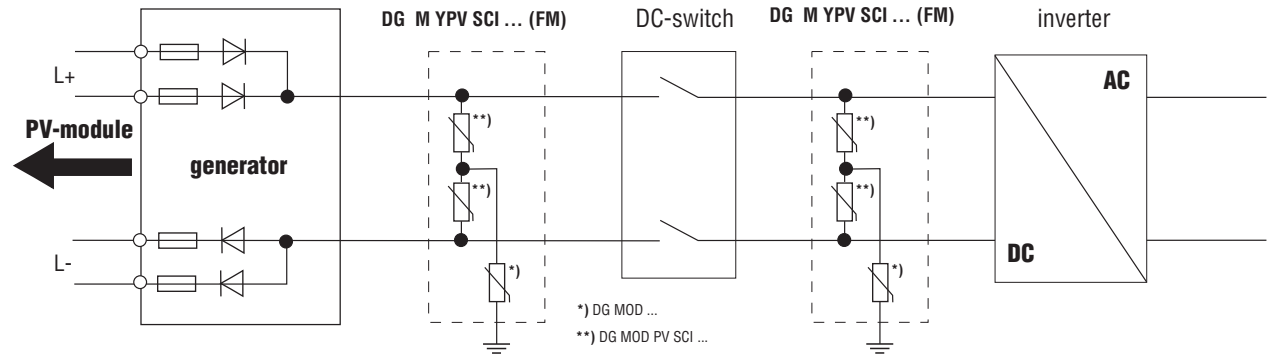 DG M YPV SCI ... (FM)
DC-switch
DG M YPV SCI ... (FM)
inverter
L+
**)
**)
AC
PV-module
generator
**)
**)
L-
DC
*)
*)
*) DG MOD ...
**) DG MOD PV SCI ...